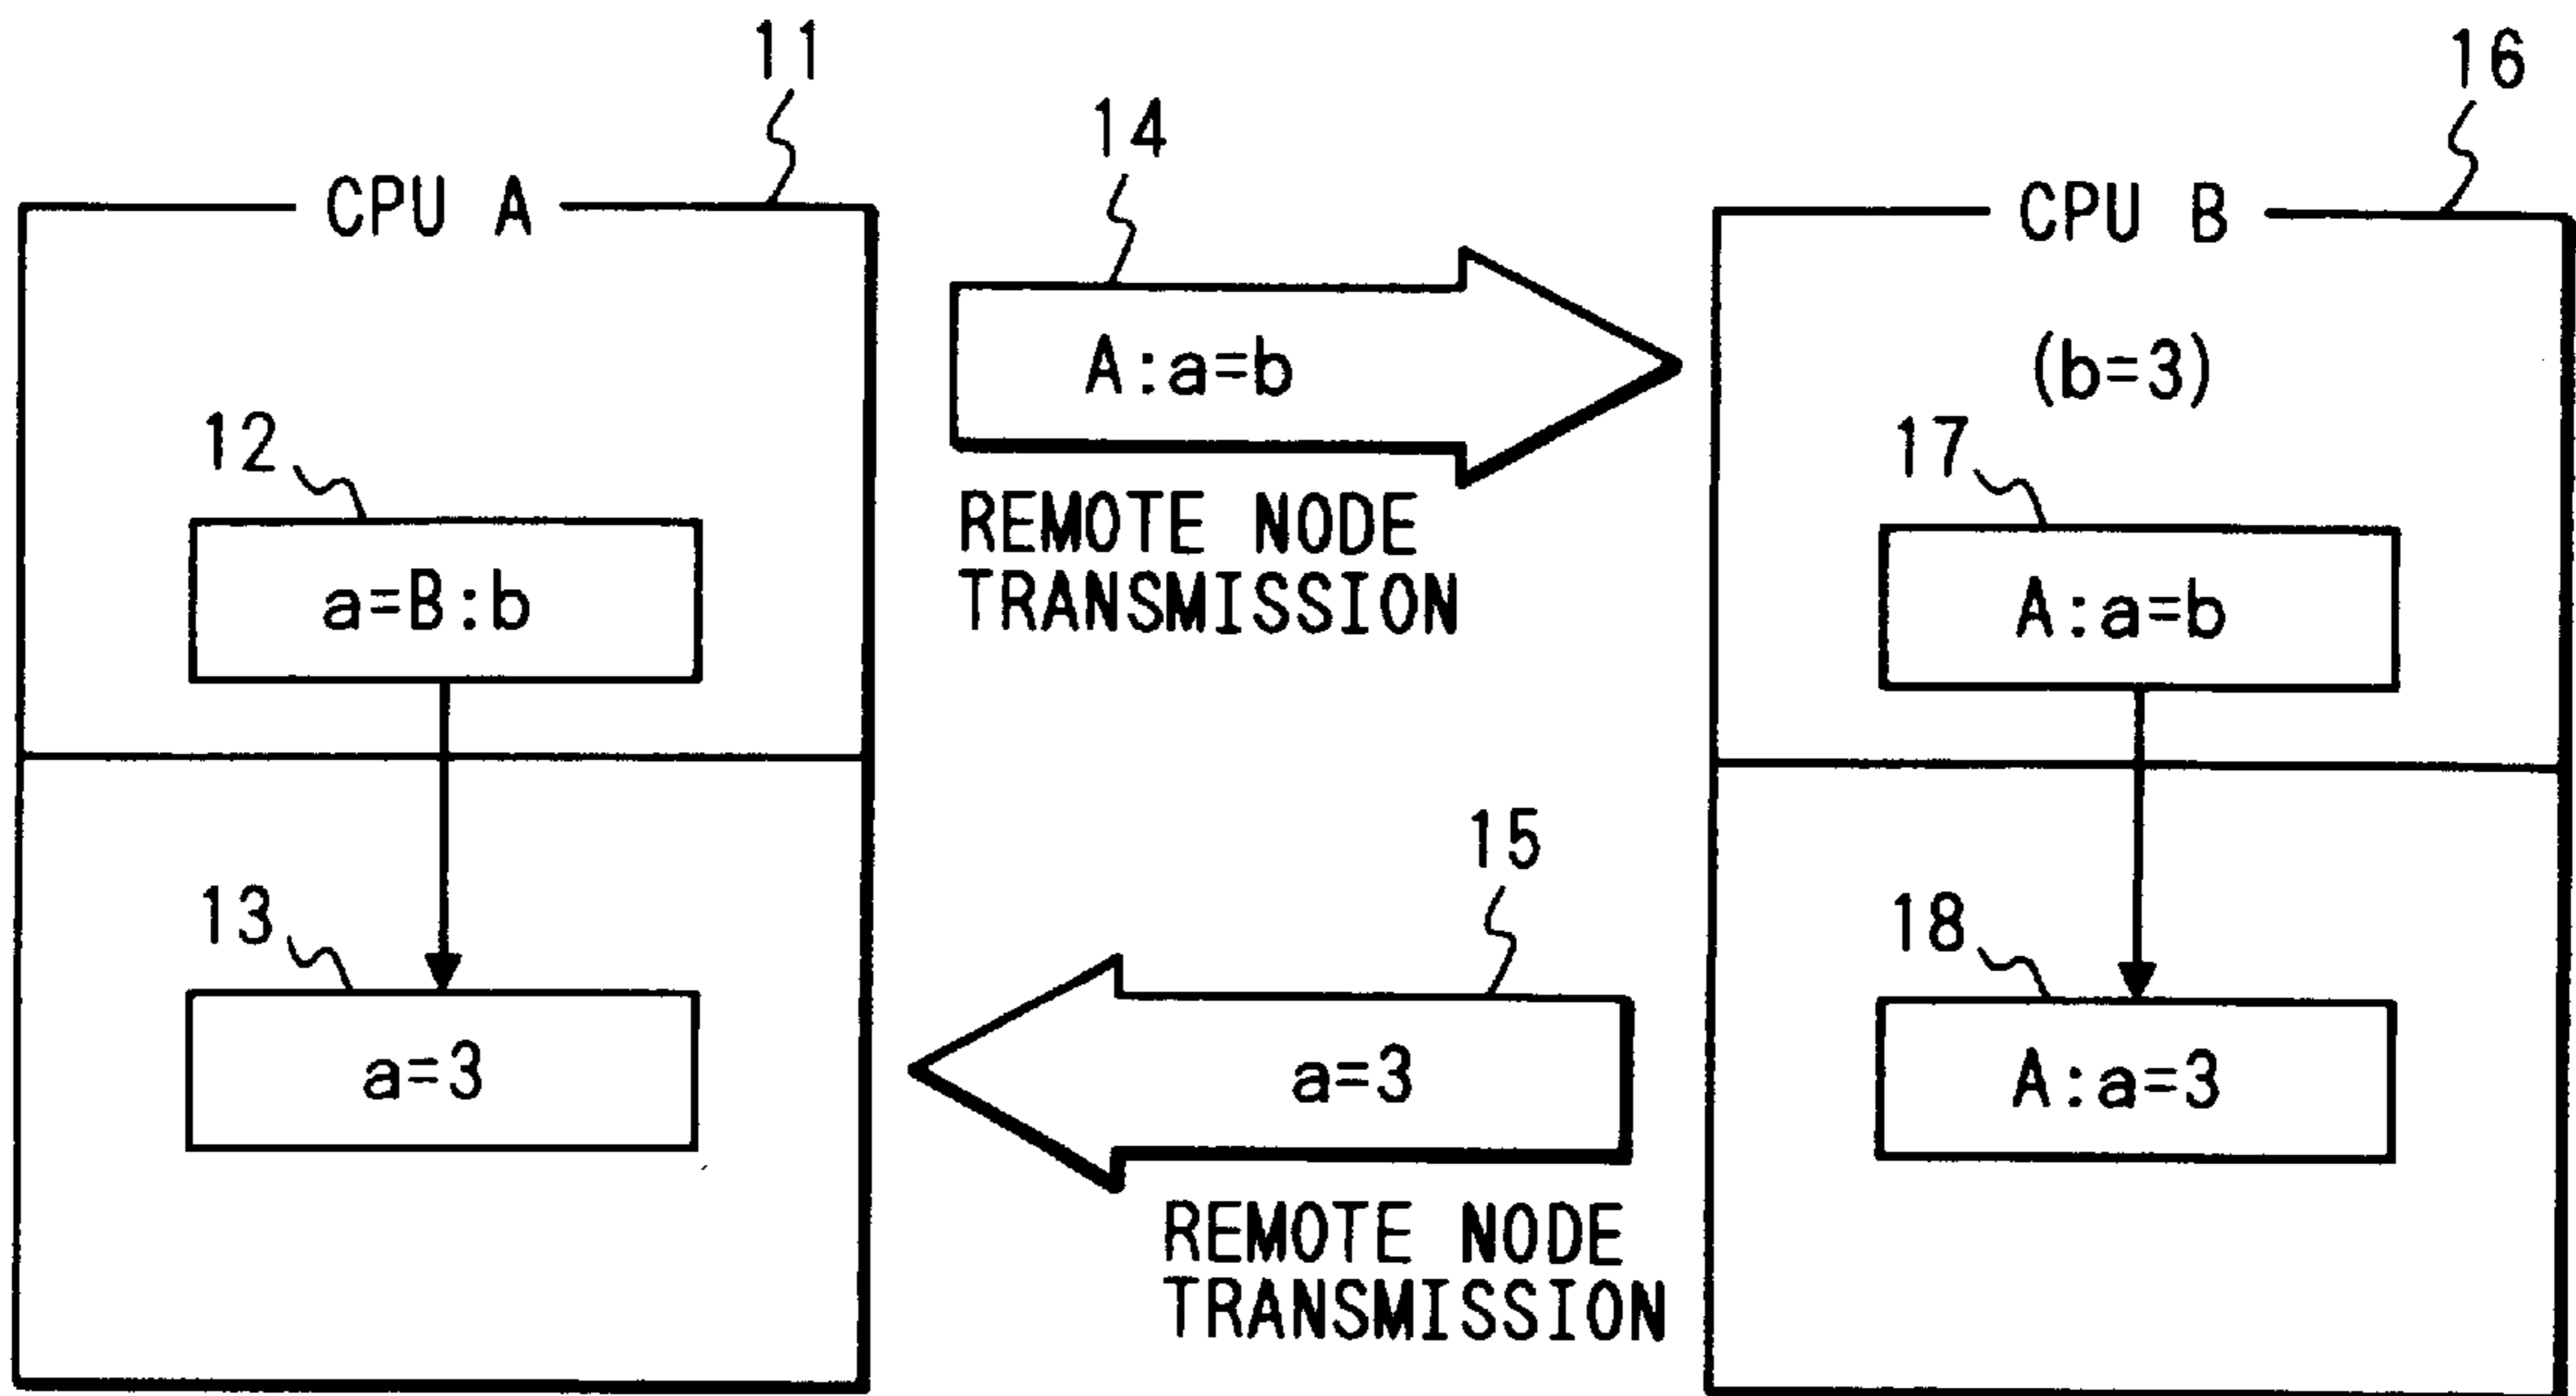 11
16
14
CPU A
CPU B
A:a=b
(b=3)
12
17
REMOTE NODE
TRANSMISSION
a=B:b
A:a=b
15
13
18
a=3
a=3
A:a=3
REMOTE NODE
TRANSMISSION